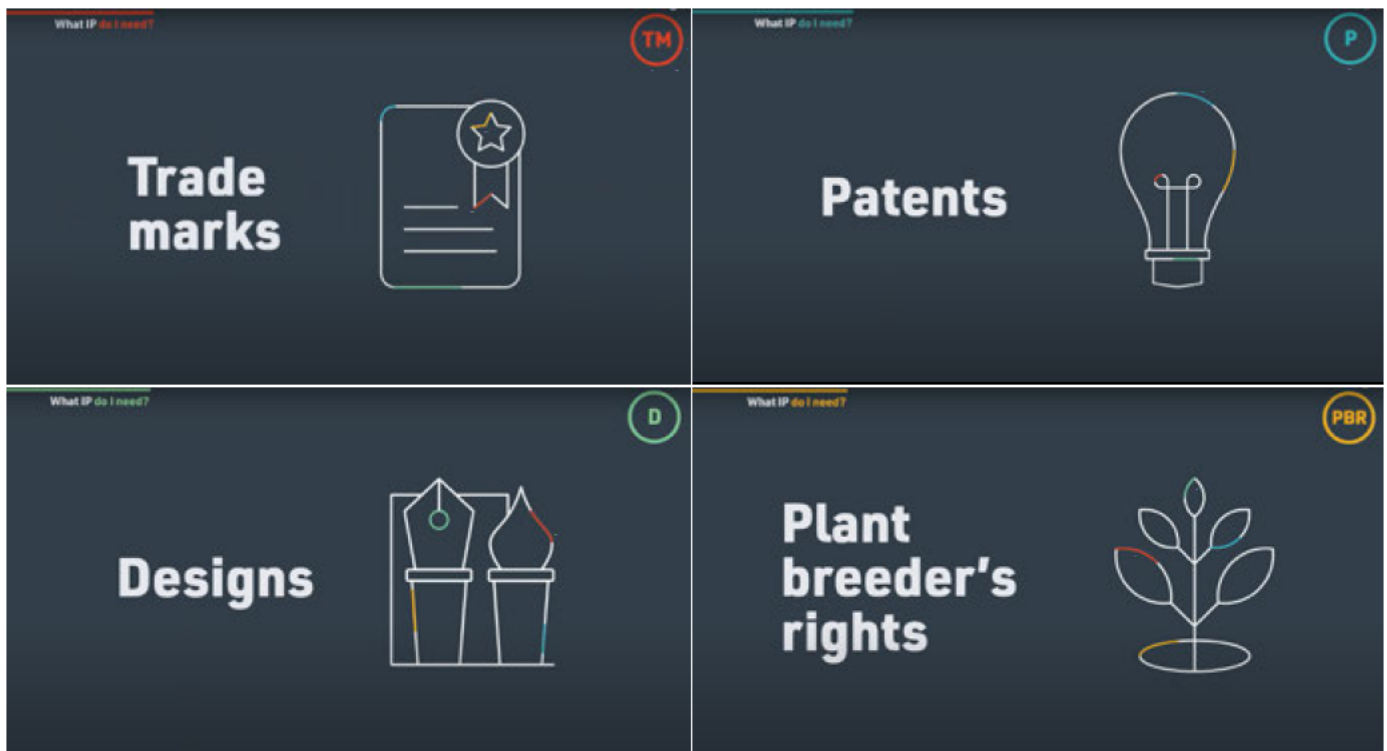 What IP do I need?
TM
Trade
marks
What IP do I need?
P
Patents
What IP do I need?
D
Designs
What IP do I need?
PBR
Plant
breeder's
rights